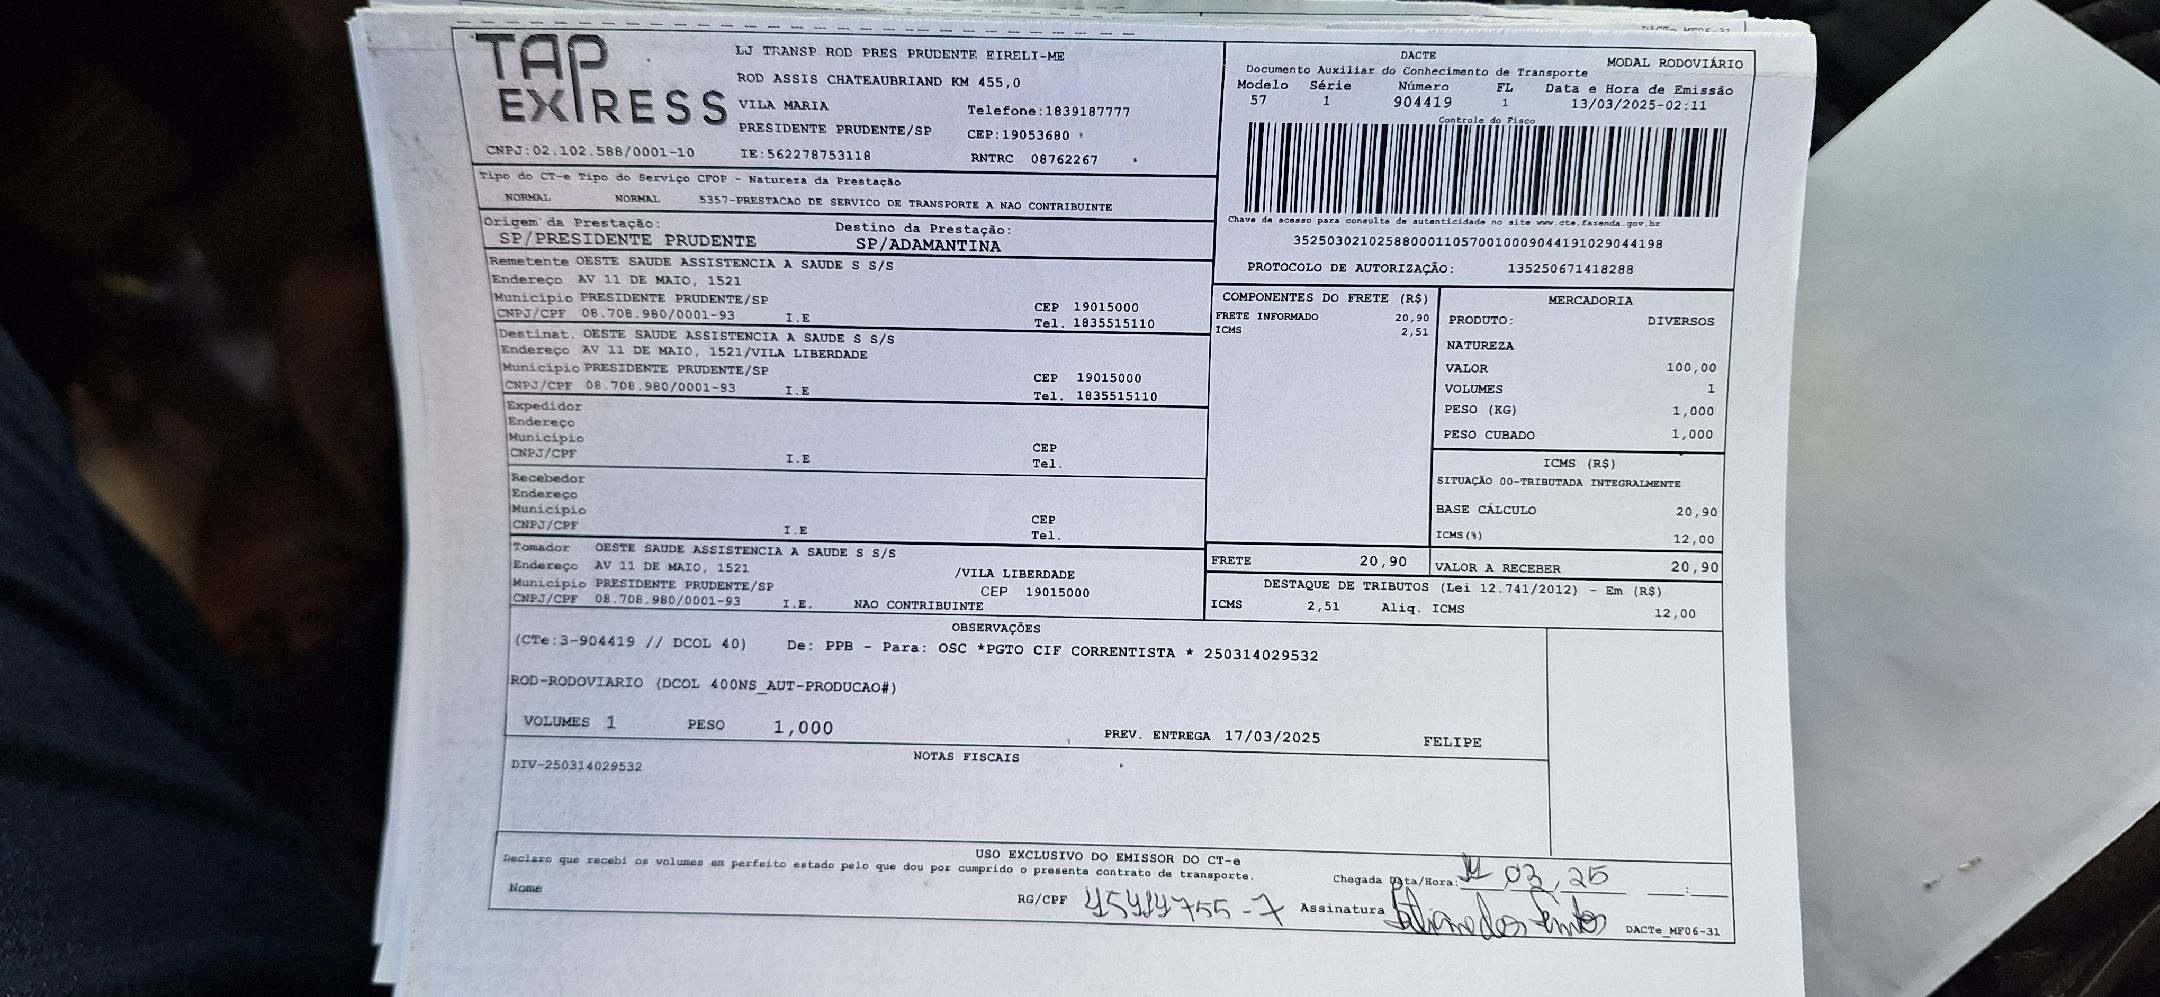 TAP
EXPRESS
CNPJ:02.102.588/0001-10
LJ TRANSP ROD PRES PRUDENTE EIRELI-ME
ROD ASSIS CHATEAUBRIAND KM 455,0
VILA MARIA Telefone:1839187777
PRESIDENTE PRUDENTE/SP CEP:19053680
IE:562278753118 RNTRC 08762267
DACTE MODAL RODOVIÁRIO
Documento Auxiliar do Conhecimento de Transporte
Modelo Série Número FL Data e Hora de Emissão
57 1 904419 1 13/03/2025-02:11
Controle do Fisco
Chave de acesso para consulta de autenticidade no site www.cte.fazenda.gov.br
35250302102588000110570010009044191029044198
PROTOCOLO DE AUTORIZAÇÃO: 135250671418288
Tipo do CT-e Tipo do Serviço CFOP - Natureza da Prestação
NORMAL NORMAL 5357-PRESTACAO DE SERVICO DE TRANSPORTE A NAO CONTRIBUINTE
Origem da Prestação: Destino da Prestação:
SP/PRESIDENTE PRUDENTE SP/ADAMANTINA
Remetente OESTE SAUDE ASSISTENCIA A SAUDE S S/S
Endereço AV 11 DE MAIO, 1521
Município PRESIDENTE PRUDENTE/SP CEP 19015000
CNPJ/CPF 08.708.980/0001-93 I.E Tel. 1835515110
Destinat. OESTE SAUDE ASSISTENCIA A SAUDE S S/S
Endereço AV 11 DE MAIO, 1521/VILA LIBERDADE
Município PRESIDENTE PRUDENTE/SP CEP 19015000
CNPJ/CPF 08.708.980/0001-93 I.E Tel. 1835515110
Expedidor
Endereço
Município CEP
CNPJ/CPF I.E Tel.
Recebedor
Endereço
Município CEP
CNPJ/CPF I.E Tel.
Tomador OESTE SAUDE ASSISTENCIA A SAUDE S S/S
Endereço AV 11 DE MAIO, 1521 /VILA LIBERDADE
Município PRESIDENTE PRUDENTE/SP CEP 19015000
CNPJ/CPF 08.708.980/0001-93 I.E. NAO CONTRIBUINTE
COMPONENTES DO FRETE (R$)
FRETE INFORMADO 20,90
ICMS 2,51
MERCADORIA
PRODUTO: DIVERSOS
NATUREZA
VALOR 100,00
VOLUMES 1
PESO (KG) 1,000
PESO CUBADO 1,000
ICMS (R$)
SITUAÇÃO 00-TRIBUTADA INTEGRALMENTE
BASE CÁLCULO 20,90
ICMS(%) 12,00
FRETE 20,90 VALOR A RECEBER 20,90
DESTAQUE DE TRIBUTOS (Lei 12.741/2012) - Em (R$)
ICMS 2,51 Aliq. ICMS 12,00
OBSERVAÇÕES
(CTe:3-904419 // DCOL 40) De: PPB - Para: OSC *PGTO CIF CORRENTISTA * 250314029532
ROD-RODOVIARIO (DCOL 400NS_AUT-PRODUCAO#)
VOLUMES 1 PESO 1,000 PREV. ENTREGA 17/03/2025 FELIPE
NOTAS FISCAIS
DIV-250314029532
USO EXCLUSIVO DO EMISSOR DO CT-e
Declaro que recebi os volumes em perfeito estado pelo que dou por cumprido o presente contrato de transporte.
Chegada Data/Hora: 03 25 :
Nome RG/CPF Assinatura dos
DACTe_MF06-31